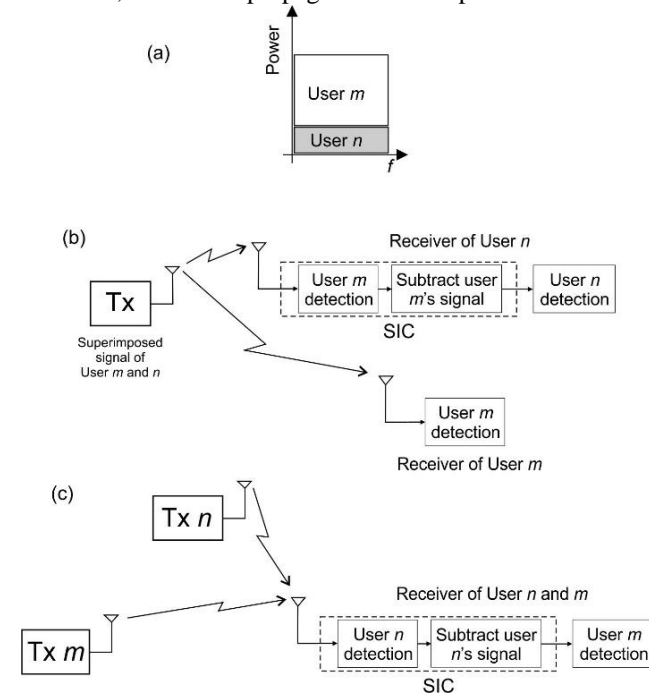 (a)
Power
User m
User n
f
(b)
Receiver of User n
Tx
User m
detection
Subtract user
m's signal
User n
detection
SIC
Superimposed
signal of
User m and n
User m
detection
Receiver of User m
(c)
Tx n
Receiver of User n and m
Tx m
User n
detection
Subtract user
n's signal
User m
detection
SIC